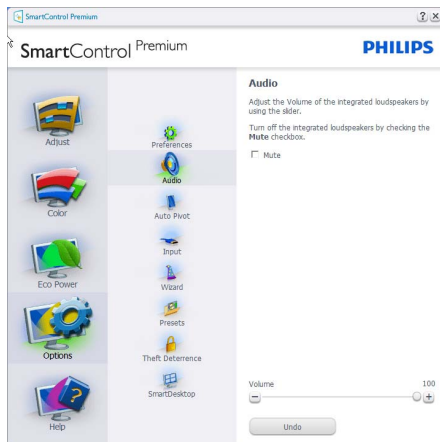 SmartControl Premium
SmartControl Premium
PHILIPS
Adjust
Color
Eco Power
Options
Help
Preferences
Audio
Auto Pivot
Input
Wizard
Presets
Theft Deterrence
SmartDesktop
Audio
Adjust the Volume of the integrated loudspeakers by
using the slider.
Turn off the integrated loudspeakers by checking the
Mute checkbox.
Mute
Volume 100
Undo